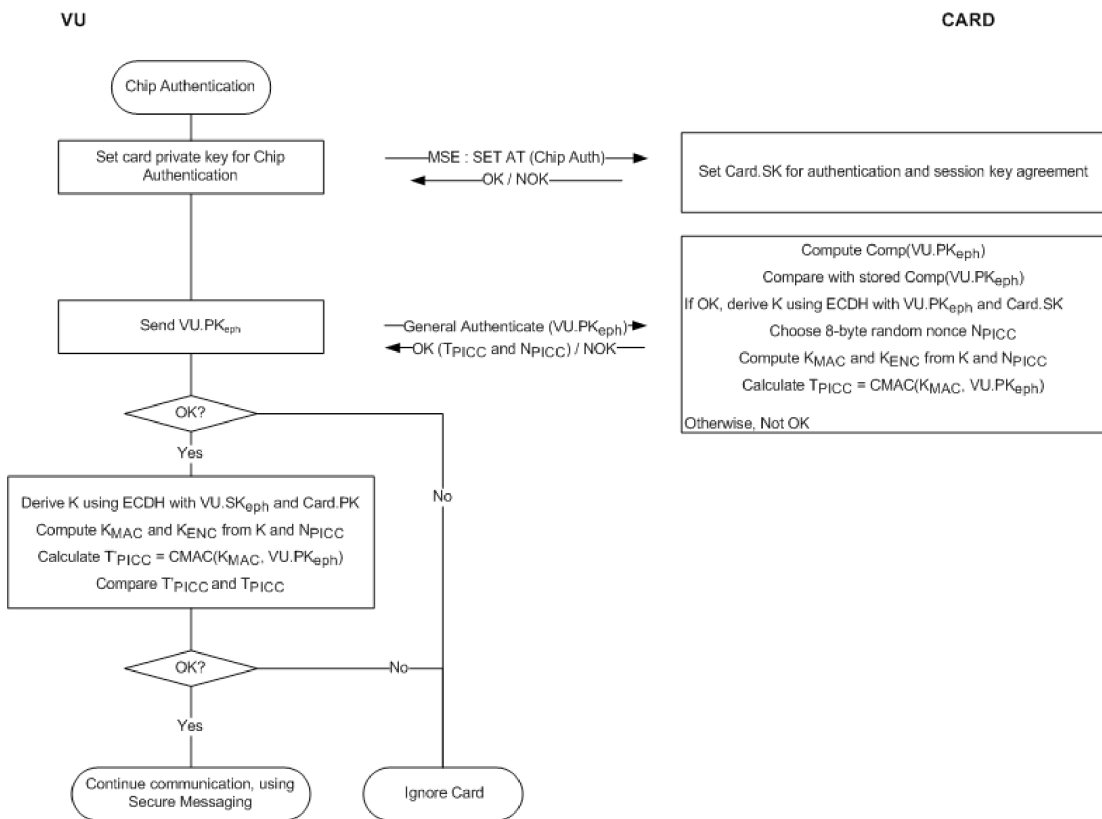 VU
CARD
Chip Authentication
Set card private key for Chip
Authentication
MSE : SET AT (Chip Auth)
OK / NOK
Set Card.SK for authentication and session key agreement
Compute Comp(VU.PKeph)
Compare with stored Comp(VU.PKeph)
If OK, derive K using ECDH with VU.PKeph and Card.SK
Choose 8-byte random nonce NPICC
Compute KMAC and KENC from K and NPICC
Calculate TPICC = CMAC(KMAC, VU.PKeph)
Otherwise, Not OK
Send VU.PKeph
General Authenticate (VU.PKeph)
OK (TPICC and NPICC) / NOK
OK?
Yes
No
Derive K using ECDH with VU.SKeph and Card.PK
Compute KMAC and KENC from K and NPICC
Calculate T'PICC = CMAC(KMAC, VU.PKeph)
Compare T'PICC and TPICC
OK?
No
Yes
Continue communication, using
Secure Messaging
Ignore Card